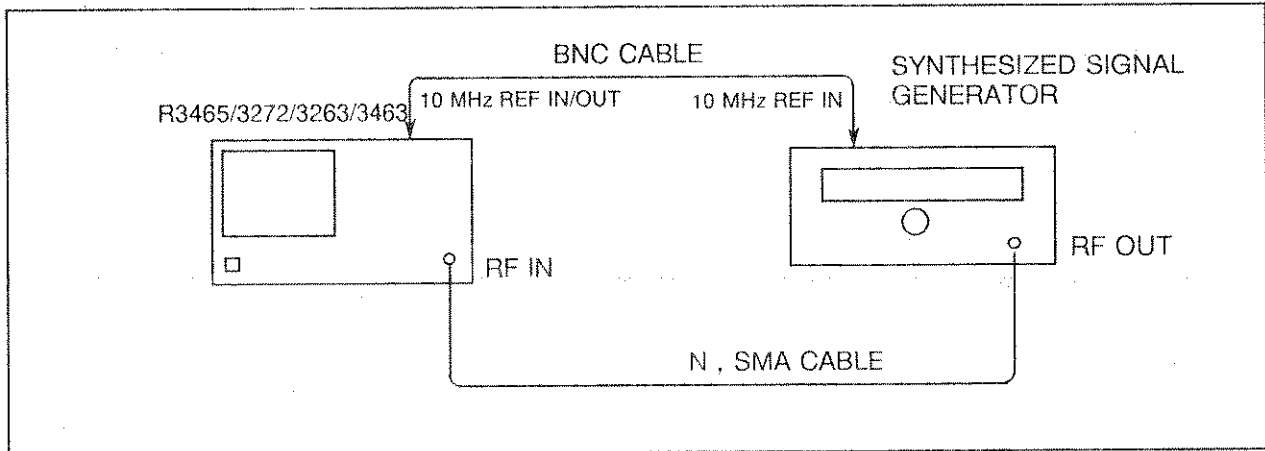 BNC CABLE
SYNTHESIZED SIGNAL
GENERATOR
10 MHz REF IN/OUT
10 MHz REF IN
R3465/3272/3263/3463
RF IN
RF OUT
N , SMA CABLE